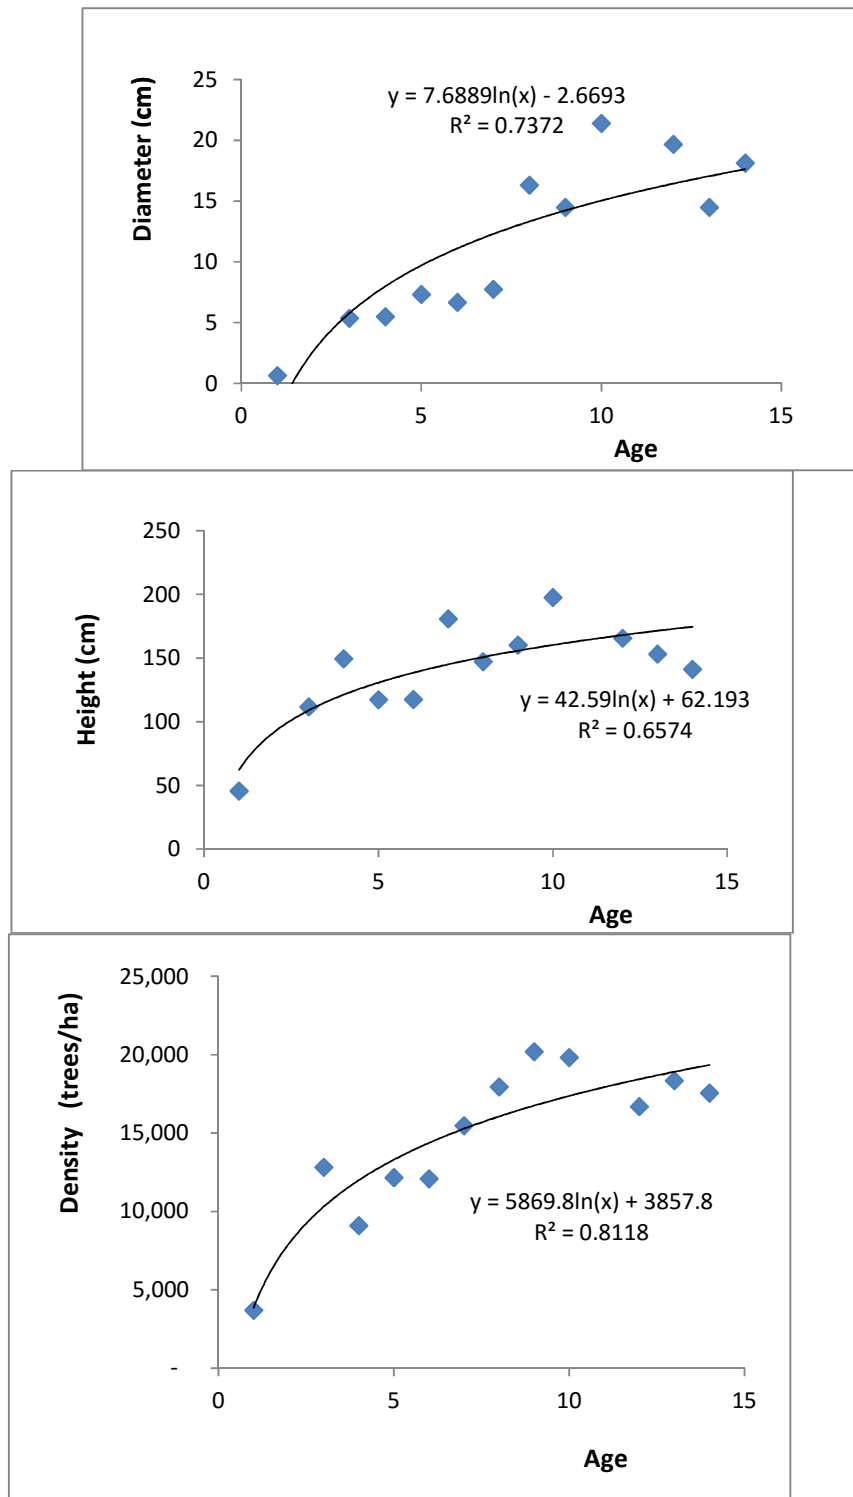 Diameter (cm)
25
20
15
10
5
0
y = 7.6889ln(x) - 2.6693
R² = 0.7372
0 5 10 15
Age
Height (cm)
250
200
150
100
50
0
y = 42.59ln(x) + 62.193
R² = 0.6574
0 5 10 15
Age
Density (trees/ha)
25,000
20,000
15,000
10,000
5,000
-
y = 5869.8ln(x) + 3857.8
R² = 0.8118
0 5 10 15
Age